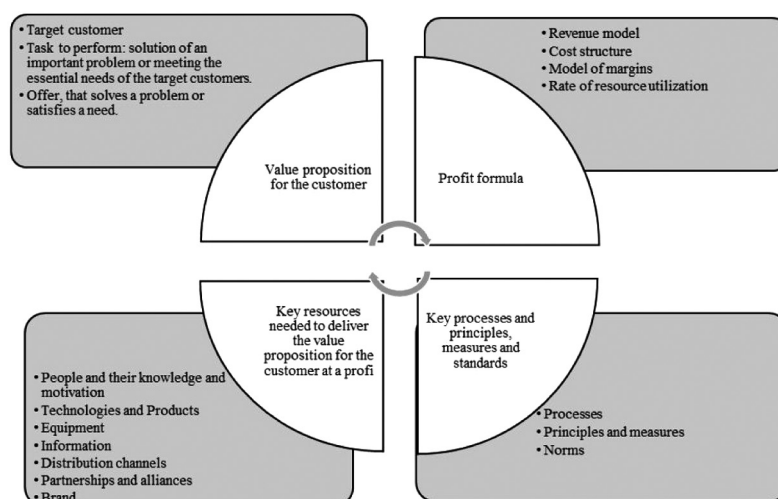 • Target customer
• Task to perform: solution of an
important problem or meeting the
essential needs of the target customers.
• Offer, that solves a problem or
satisfies a need.
• Revenue model
• Cost structure
• Model of margins
• Rate of resource utilization
Value proposition
for the customer
Profit formula
Key resources
needed to deliver
the value
proposition for the
customer at a profi
Key processes and
principles,
measures and
standards
• People and their knowledge and
motivation
• Technologies and Products
• Equipment
• Information
• Distribution channels
• Partnerships and alliances
• Brand
• Processes
• Principles and measures
• Norms